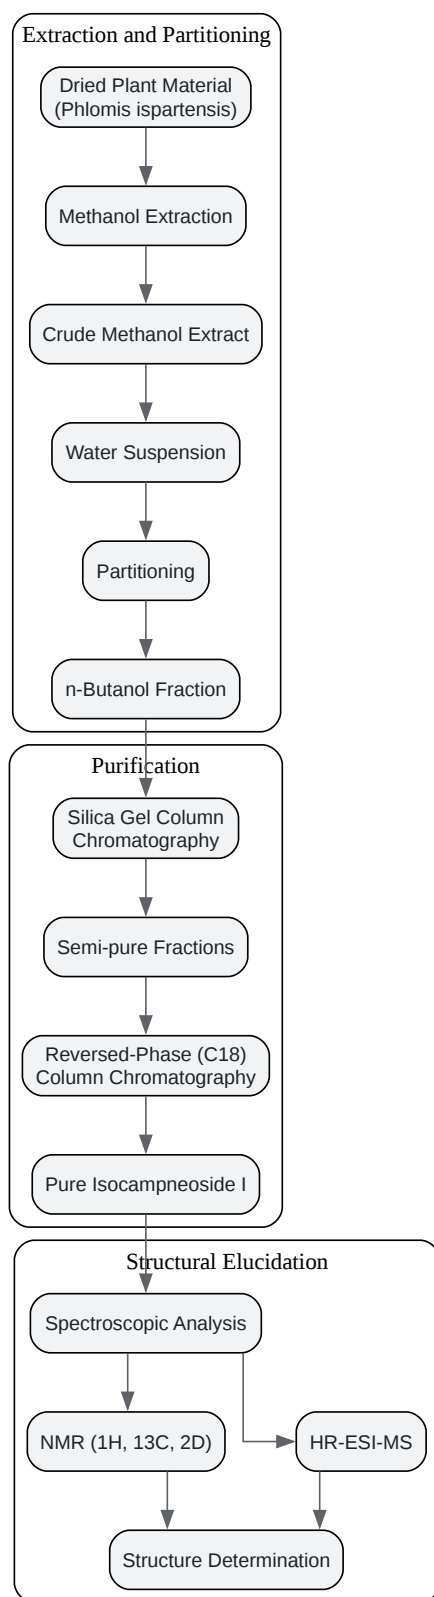 Extraction and Partitioning
Dried Plant Material
(Phlomis ispartensis)
Methanol Extraction
Crude Methanol Extract
Water Suspension
Partitioning
n-Butanol Fraction
Purification
Silica Gel Column
Chromatography
Semi-pure Fractions
Reversed-Phase (C18)
Column Chromatography
Pure Isocampneoside I
Structural Elucidation
Spectroscopic Analysis
NMR (1H, 13C, 2D)
HR-ESI-MS
Structure Determination